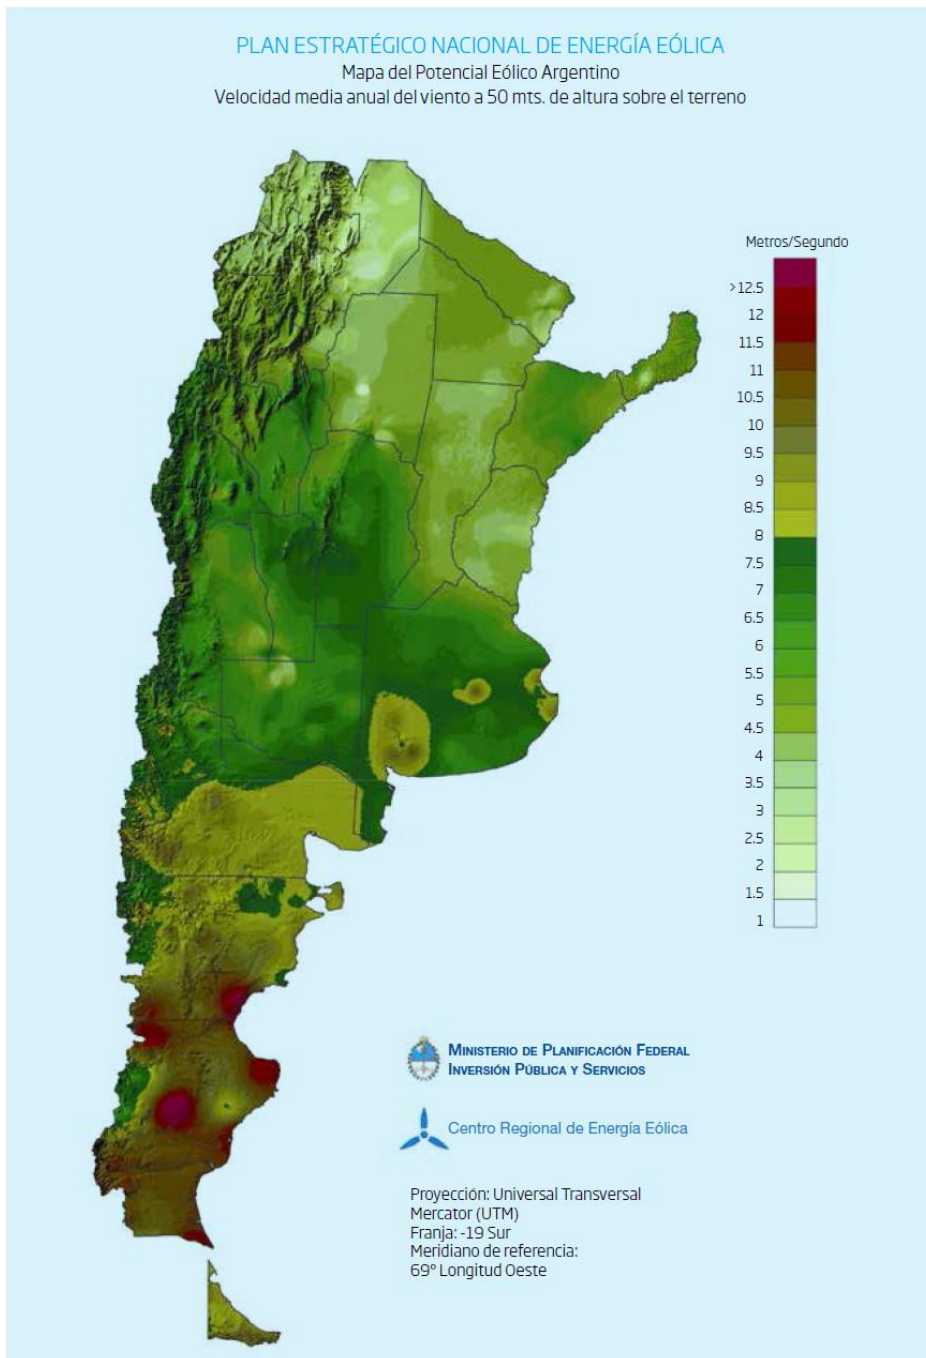 PLAN ESTRATÉGICO NACIONAL DE ENERGÍA EÓLICA
Mapa del Potencial Eólico Argentino
Velocidad media anual del viento a 50 mts. de altura sobre el terreno
Metros/Segundo
>12.5
12
11.5
11
10.5
10
9.5
9
8.5
8
7.5
7
6.5
6
5.5
5
4.5
4
3.5
3
2.5
2
1.5
1
MINISTERIO DE PLANIFICACIÓN FEDERAL
INVERSIÓN PÚBLICA Y SERVICIOS
Centro Regional de Energía Eólica
Proyección: Universal Transversal
Mercator (UTM)
Franja: -19 Sur
Meridiano de referencia:
69º Longitud Oeste